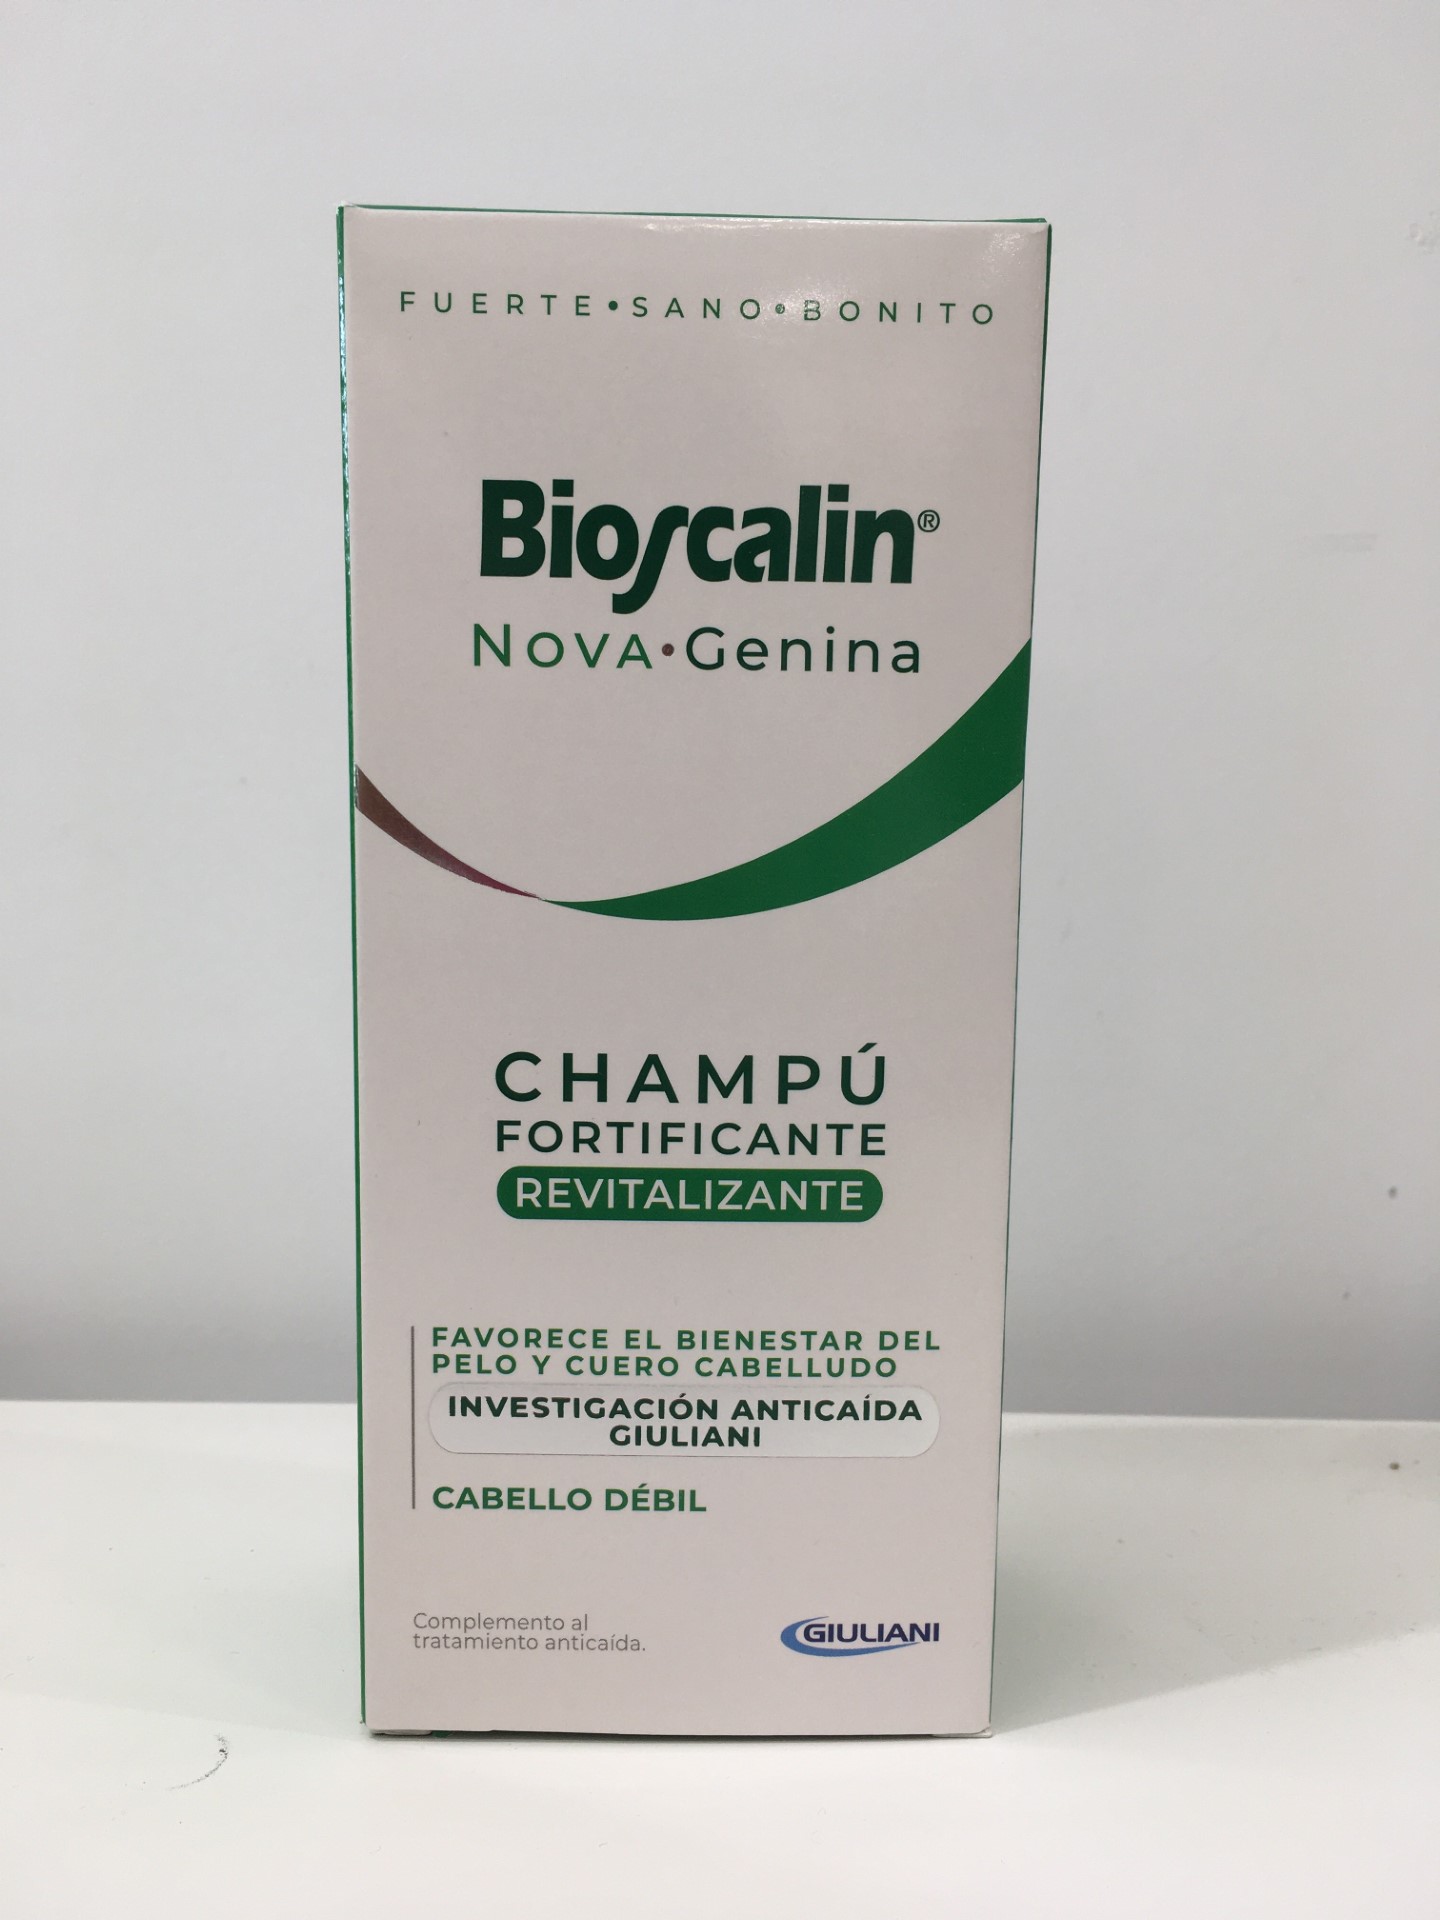 FUERTE•SANO•BONITO
Bioscalin®
NOVA•Genina
CHAMPÚ
FORTIFICANTE
REVITALIZANTE
FAVORECE EL BIENESTAR DEL
PELO Y CUERO CABELLUDO
INVESTIGACIÓN ANTICAÍDA
GIULIANI
CABELLO DÉBIL
Complemento al
tratamiento anticaída.
GIULIANI